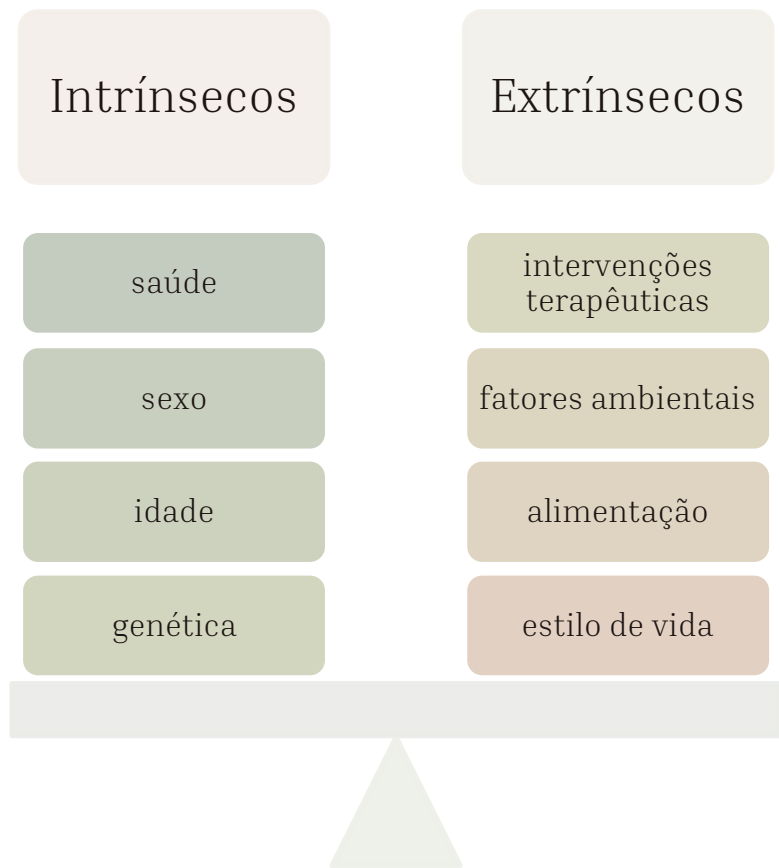 Intrínsecos
Extrínsecos
saúde
sexo
idade
genética
intervenções
terapêuticas
fatores ambientais
alimentação
estilo de vida